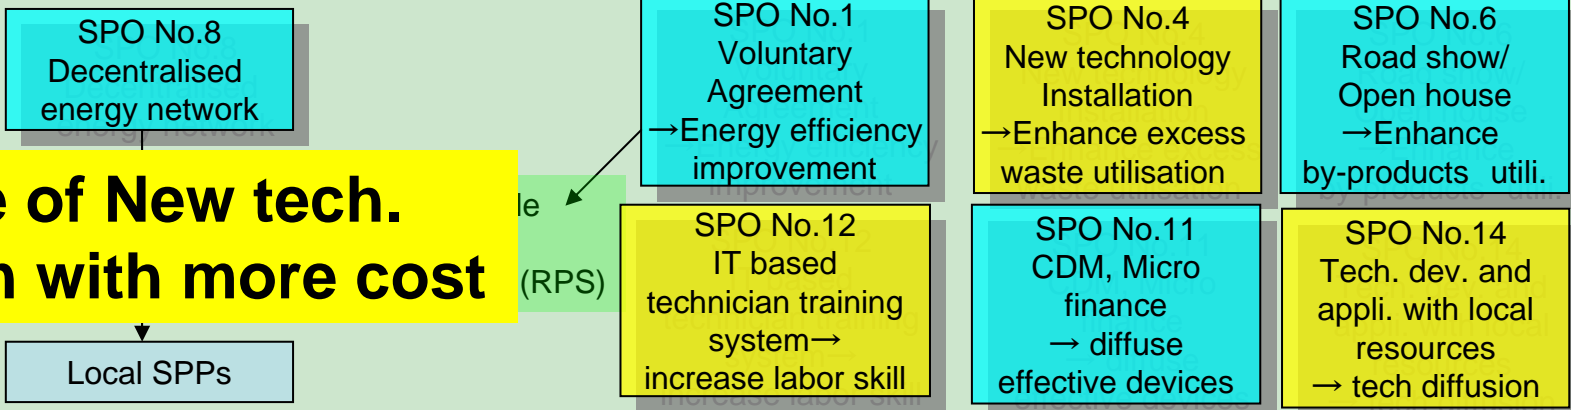 SPO No.8
Decentralised
energy network
SPO No.1
Voluntary
Agreement
→Energy efficiency
improvement
SPO No.4
New technology
Installation
→Enhance excess
waste utilisation
SPO No.6
Road show/
Open house
→Enhance
by-products utili.
of New tech.
with more cost
(RPS)
SPO No.12
IT based
technician training
system→
increase labor skill
SPO No.11
CDM, Micro
finance
→ diffuse
effective devices
SPO No.14
Tech. dev. and
appli. with local
resources
→ tech diffusion
Local SPPs